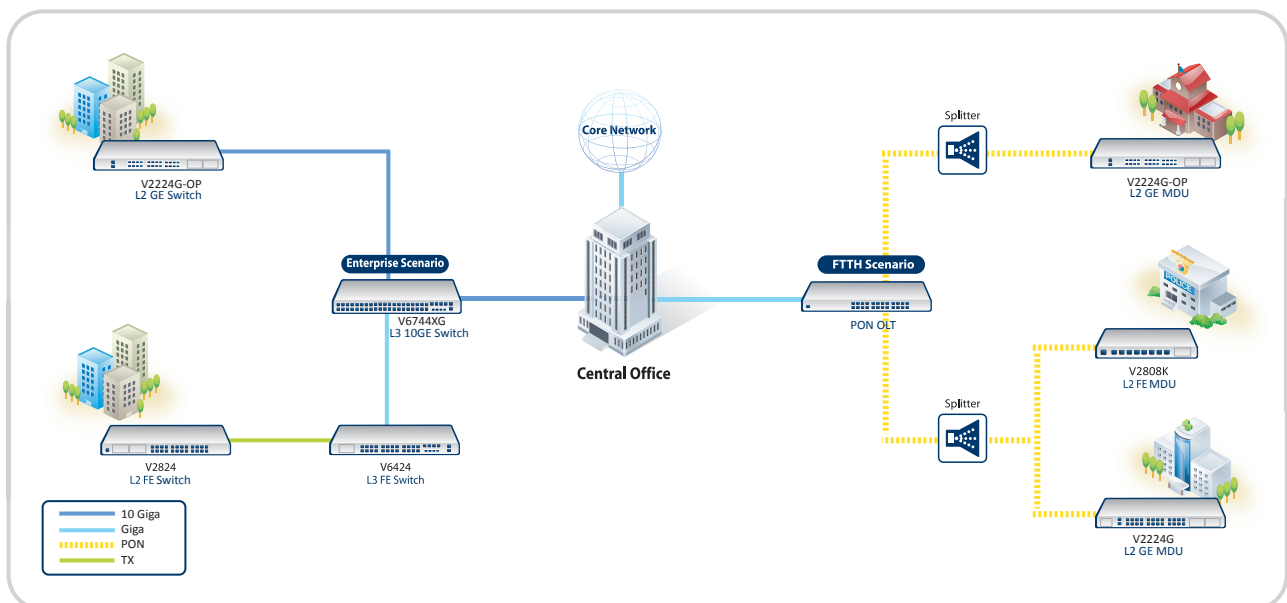 V2224G-OP
L2 GE Switch
Enterprise Scenario
V6744XG
L3 10GE Switch
V2824
L2 FE Switch
V6424
L3 FE Switch
10 Giga
Giga
PON
TX
Core Network
Central Office
FTTH Scenario
PON OLT
Splitter
V2224G-OP
L2 GE MDU
POLICE
V2808K
L2 FE MDU
Splitter
V2224G
L2 GE MDU